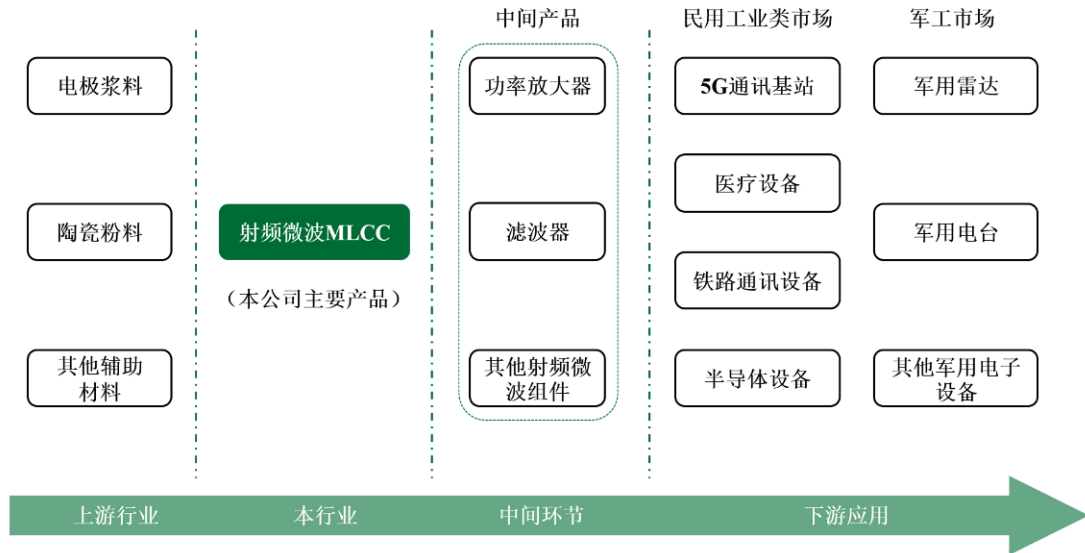 中间产品
民用工业类市场
军工市场
电极浆料
功率放大器
5G通讯基站
军用雷达
医疗设备
陶瓷粉料
射频微波MLCC
滤波器
军用电台
铁路通讯设备
（本公司主要产品）
其他辅助
材料
其他射频微
波组件
半导体设备
其他军用电子
设备
上游行业
本行业
中间环节
下游应用